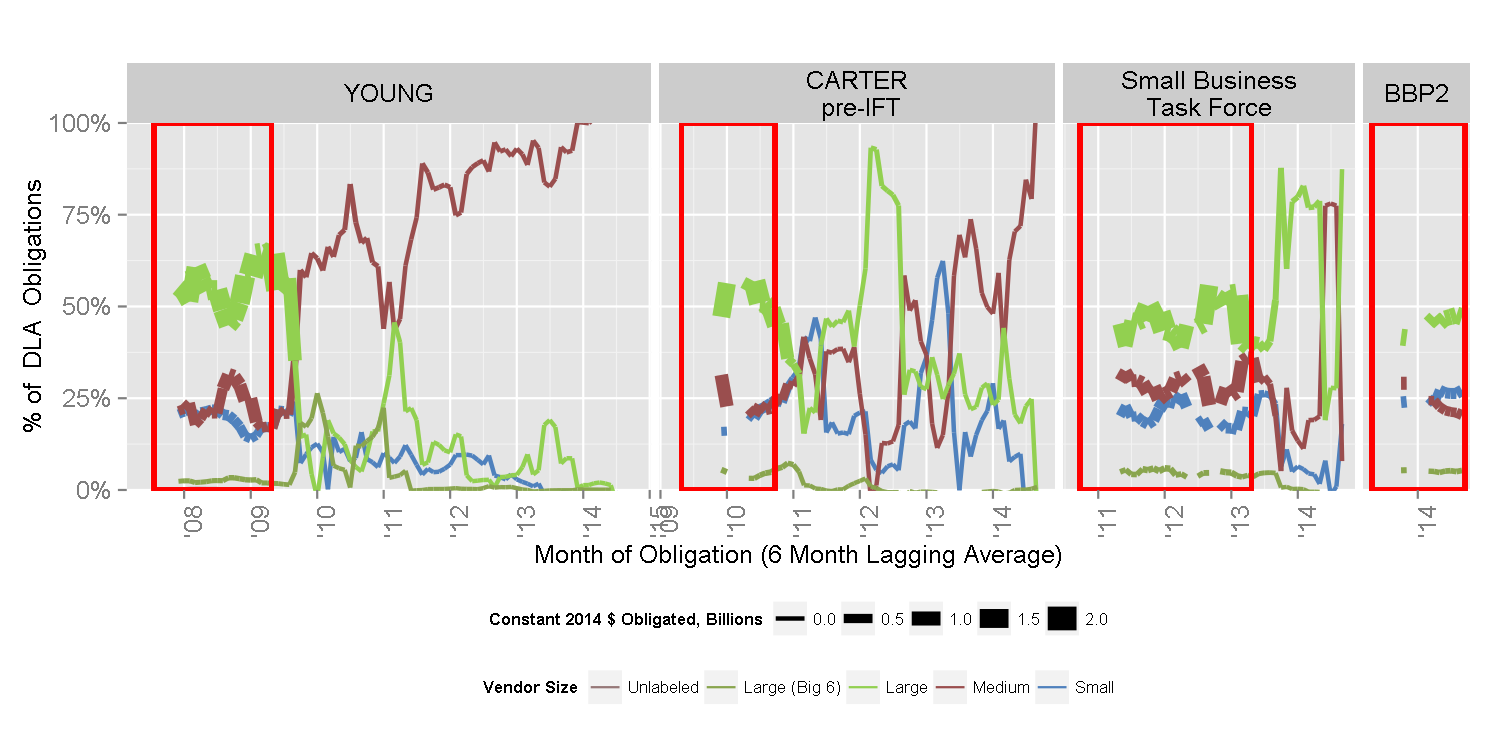 YOUNG
CARTER
pre-IFT
Small Business
Task Force
BBP2
% of DLA Obligations
100%
75%
50%
25%
0%
'08 '09 '10 '11 '12 '13 '14 '15
'09 '10 '11 '12 '13 '14
'11 '12 '13 '14
'14
Month of Obligation (6 Month Lagging Average)
Constant 2014 $ Obligated, Billions 0.0 0.5 1.0 1.5 2.0
Vendor Size Unlabeled Large (Big 6) Large Medium Small